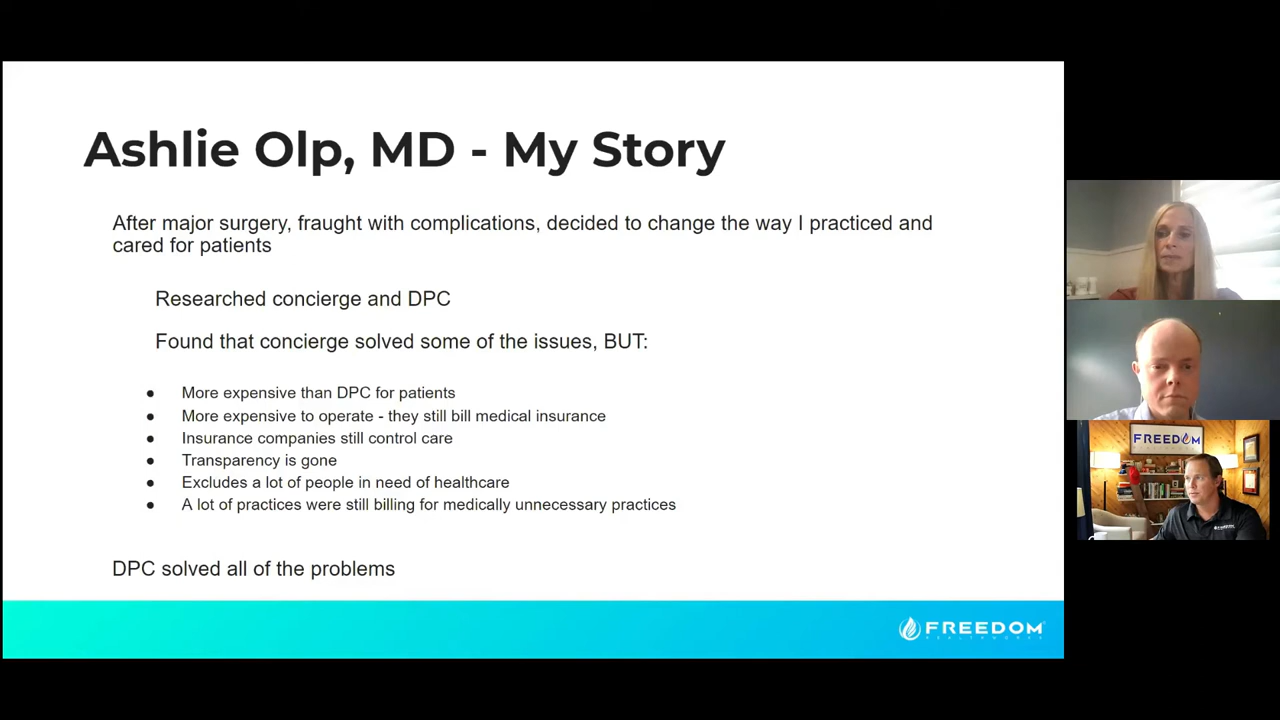 Ashlie Olp, MD - My Story
After major surgery, fraught with complications, decided to change the way I practiced and
cared for patients
Researched concierge and DPC
Found that concierge solved some of the issues, BUT:
● More expensive than DPC for patients
● More expensive to operate - they still bill medical insurance
● Insurance companies still control care
● Transparency is gone
● Excludes a lot of people in need of healthcare
● A lot of practices were still billing for medically unnecessary practices
DPC solved all of the problems
FREEDOM
HEALTHWORKS
FREEDOM